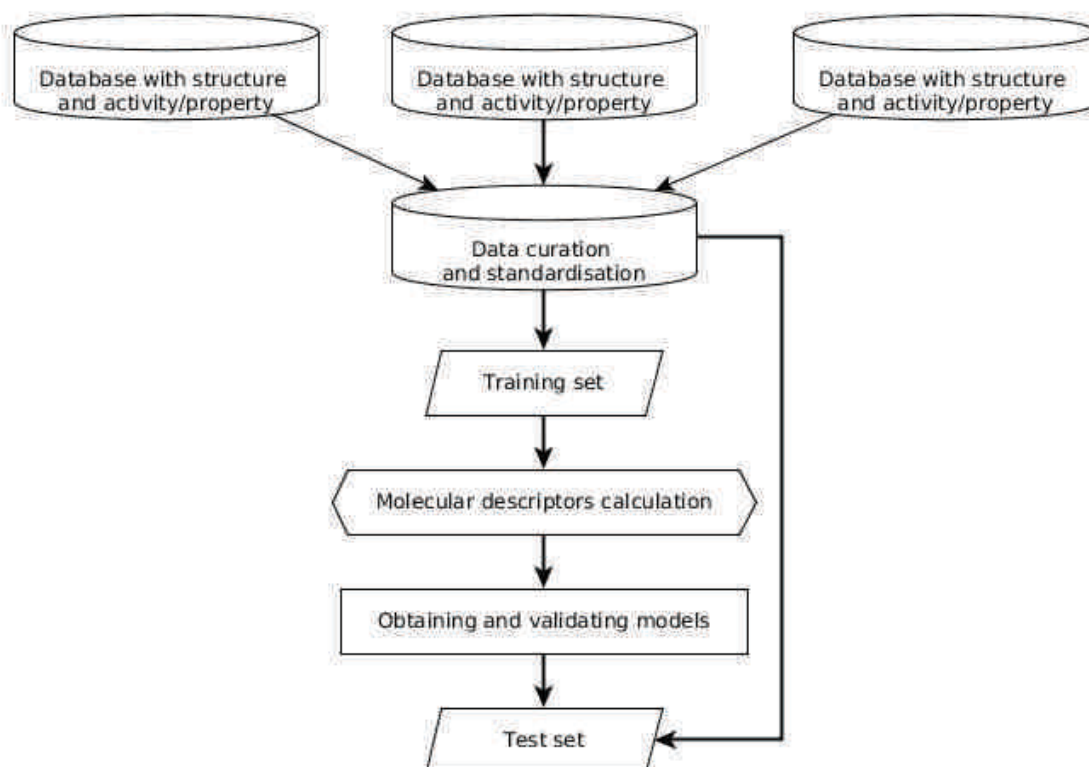 Database with structure
and activity/property
Database with structure
and activity/property
Database with structure
and activity/property
Data curation
and standardisation
Training set
Molecular descriptors calculation
Obtaining and validating models
Test set